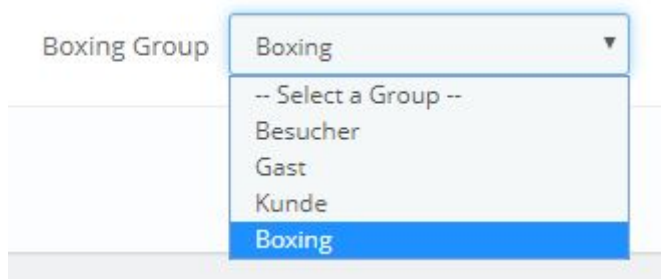 Boxing Group Boxing
-- Select a Group --
Besucher
Gast
Kunde
Boxing